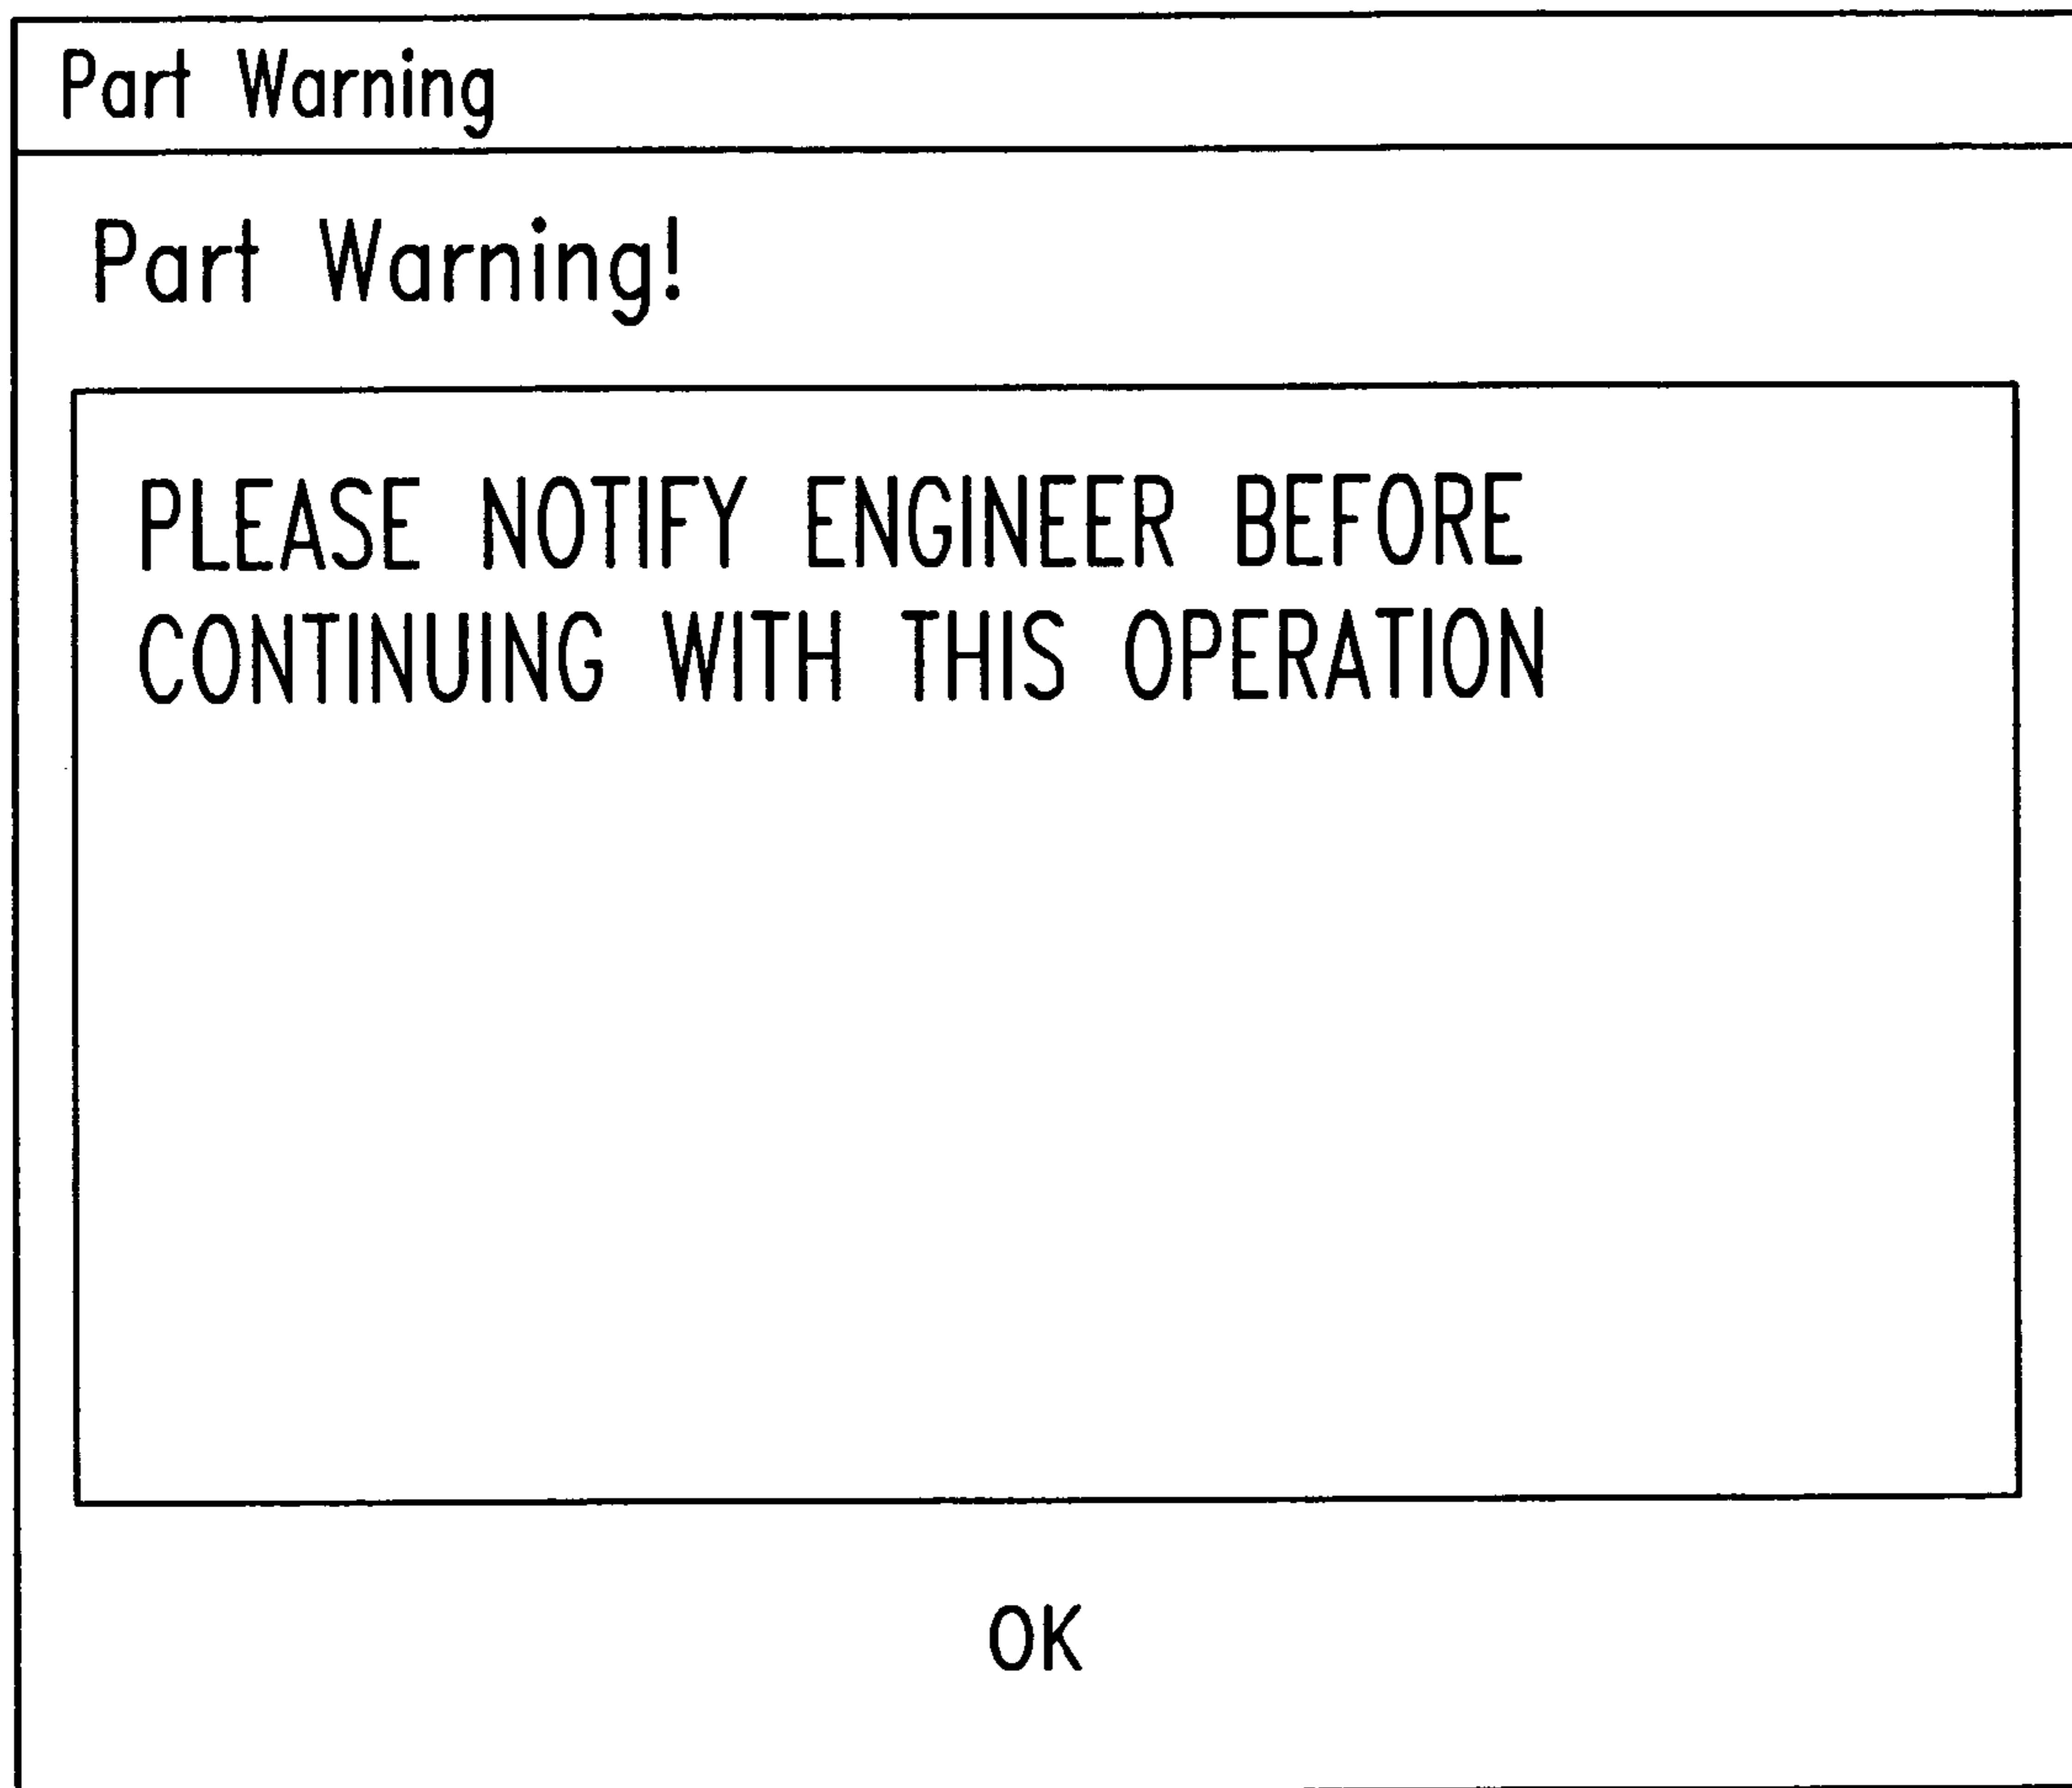 Part Warning
Part Warning!
PLEASE NOTIFY ENGINEER BEFORE
CONTINUING WITH THIS OPERATION
OK